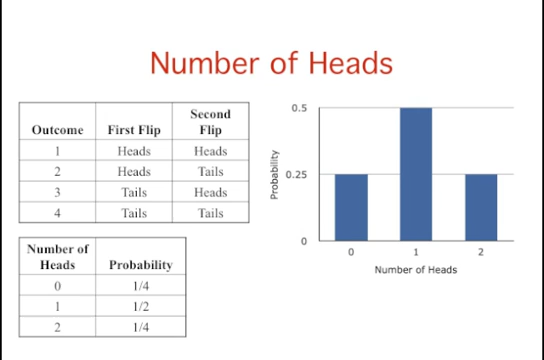 Number of Heads
Outcome First Flip Second Flip
1 Heads Heads
2 Heads Tails
3 Tails Heads
4 Tails Tails
Number of Heads Probability
0 1/4
1 1/2
2 1/4
0.5
0.25
0
Probability
0 1 2
Number of Heads